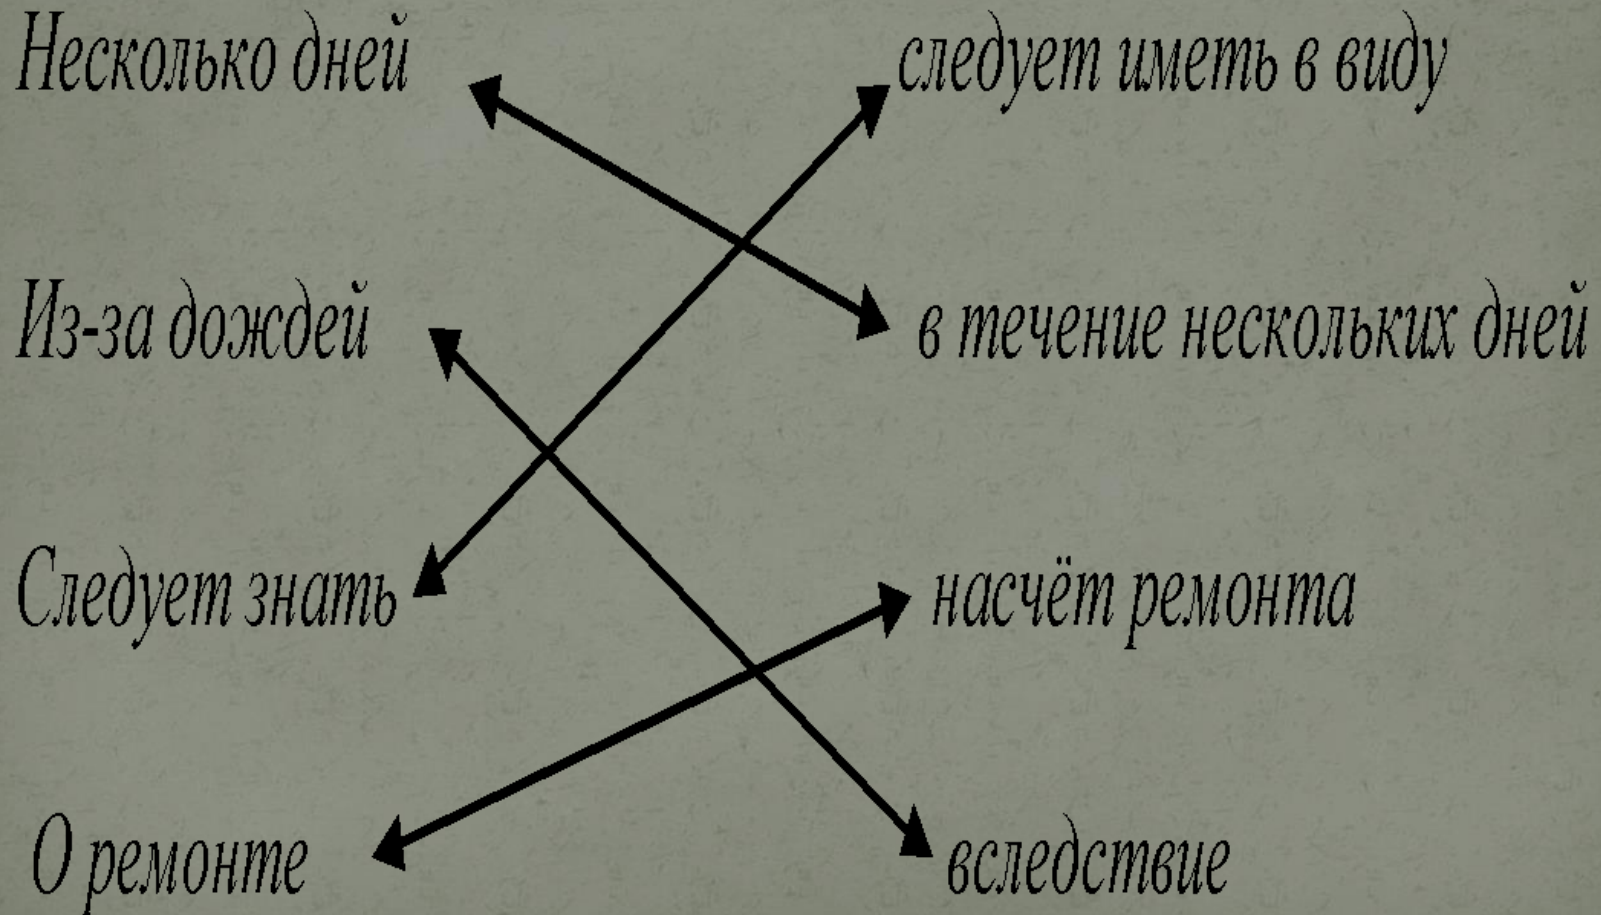 Несколько дней
следует иметь в виду
Из-за дождей
в течение нескольких дней
Следует знать
насчёт ремонта
О ремонте
вследствие